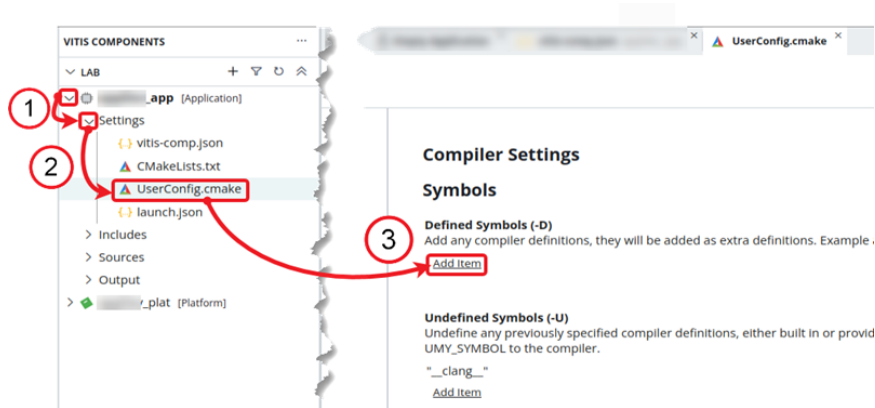 VITIS COMPONENTS
...
UserConfig.cmake
LAB
1
_app [Application]
Settings
2
{..} vitis-comp.json
CMakeLists.txt
UserConfig.cmake
{..} launch.json
Includes
Sources
Output
_plat [Platform]
Compiler Settings
Symbols
Defined Symbols (-D)
3
Add any compiler definitions, they will be added as extra definitions. Example
Add Item
Undefined Symbols (-U)
Undefine any previously specified compiler definitions, either built in or provid
UMY_SYMBOL to the compiler.
"__clang__"
Add Item